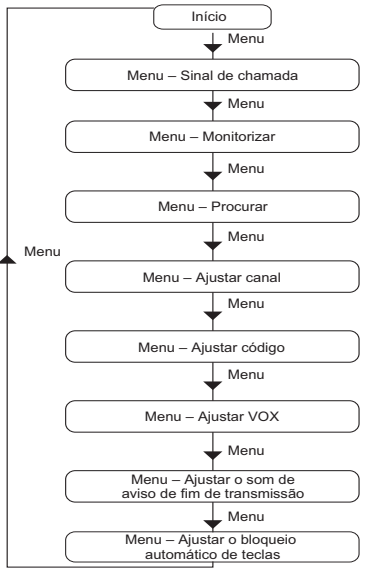 Início
Menu
Menu – Sinal de chamada
Menu
Menu – Monitorizar
Menu
Menu – Procurar
Menu
Menu
Menu – Ajustar canal
Menu
Menu – Ajustar código
Menu
Menu – Ajustar VOX
Menu
Menu – Ajustar o som de
aviso de fim de transmissão
Menu
Menu – Ajustar o bloqueio
automático de teclas